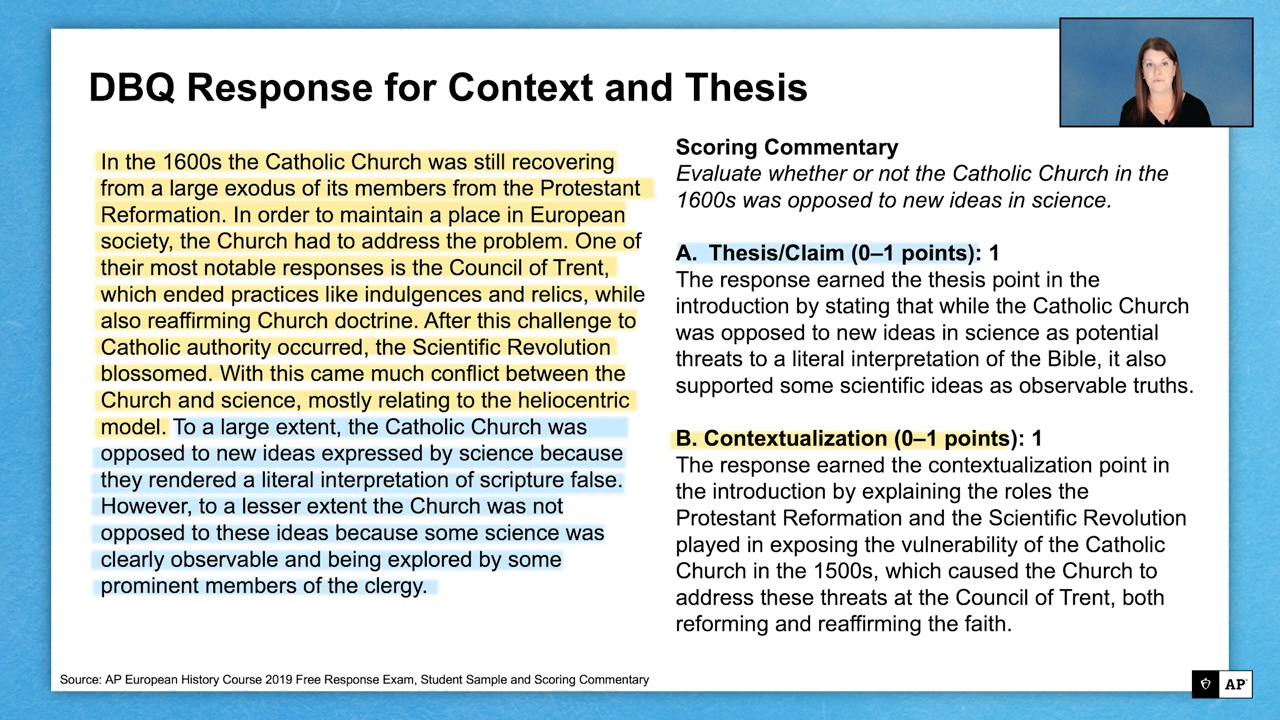 DBQ Response for Context and Thesis
In the 1600s the Catholic Church was still recovering
from a large exodus of its members from the Protestant
Reformation. In order to maintain a place in European
society, the Church had to address the problem. One of
their most notable responses is the Council of Trent,
which ended practices like indulgences and relics, while
also reaffirming Church doctrine. After this challenge to
Catholic authority occurred, the Scientific Revolution
blossomed. With this came much conflict between the
Church and science, mostly relating to the heliocentric
model. To a large extent, the Catholic Church was
opposed to new ideas expressed by science because
they rendered a literal interpretation of scripture false.
However, to a lesser extent the Church was not
opposed to these ideas because some science was
clearly observable and being explored by some
prominent members of the clergy.
Scoring Commentary
Evaluate whether or not the Catholic Church in the
1600s was opposed to new ideas in science.
A. Thesis/Claim (0–1 points): 1
The response earned the thesis point in the
introduction by stating that while the Catholic Church
was opposed to new ideas in science as potential
threats to a literal interpretation of the Bible, it also
supported some scientific ideas as observable truths.
B. Contextualization (0–1 points): 1
The response earned the contextualization point in
the introduction by explaining the roles the
Protestant Reformation and the Scientific Revolution
played in exposing the vulnerability of the Catholic
Church in the 1500s, which caused the Church to
address these threats at the Council of Trent, both
reforming and reaffirming the faith.
Source: AP European History Course 2019 Free Response Exam, Student Sample and Scoring Commentary
AP